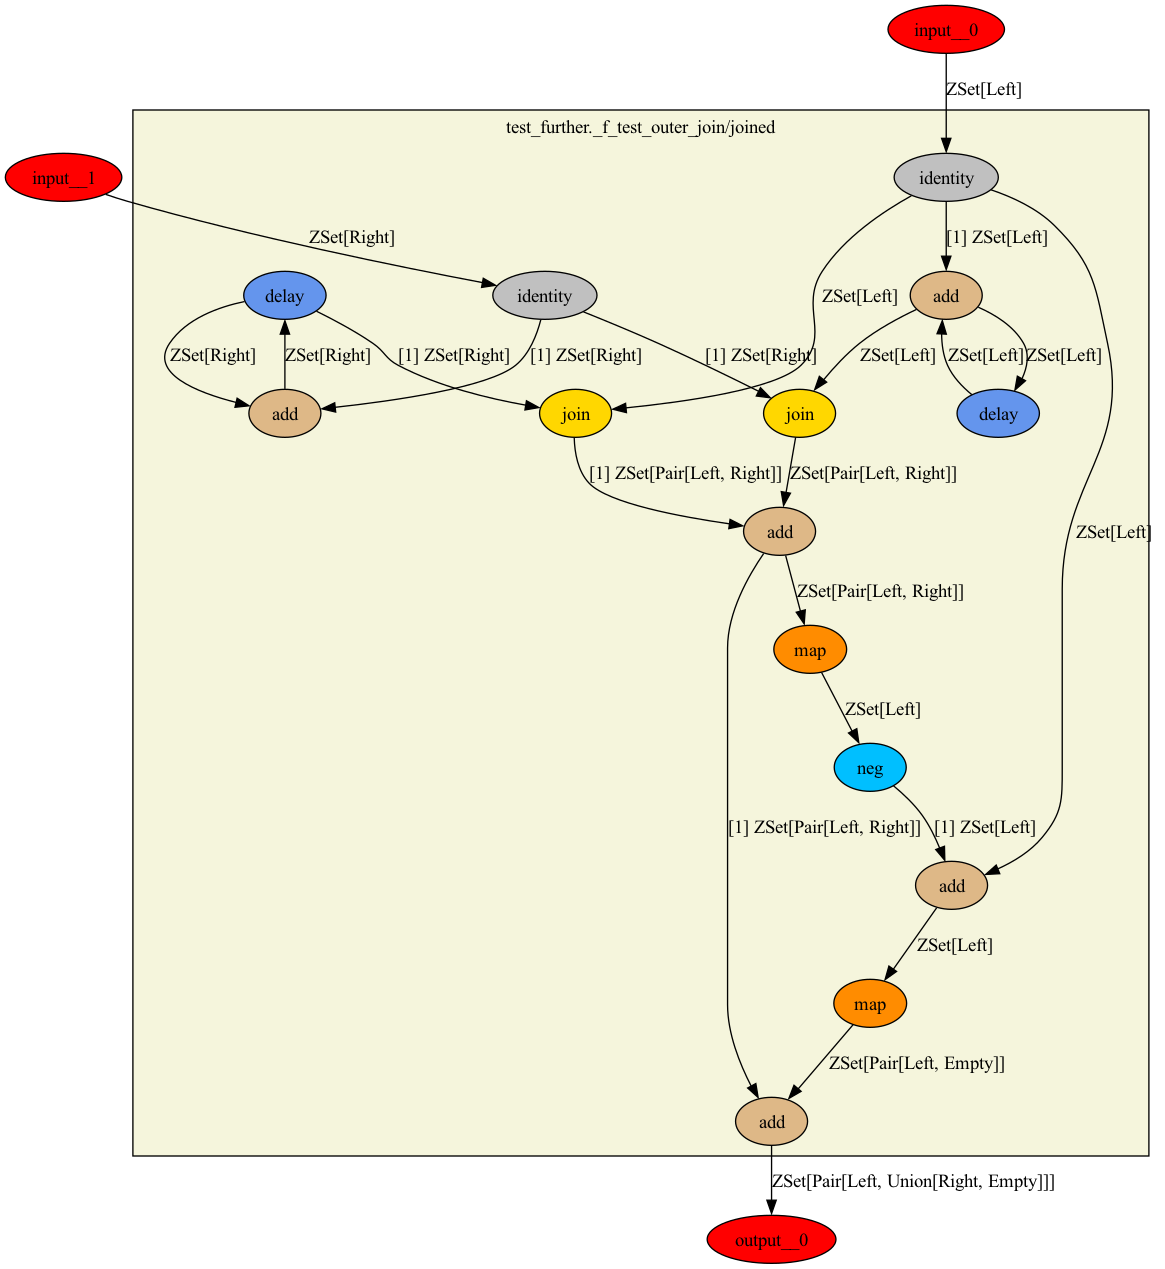 input__0
ZSet[Left]
test_further._f_test_outer_join/joined
input__1
identity
ZSet[Right]
[1] ZSet[Left]
delay
identity
ZSet[Left]
add
ZSet[Right]
ZSet[Right]
[1] ZSet[Right]
[1] ZSet[Right]
[1] ZSet[Right]
ZSet[Left]
ZSet[Left]
ZSet[Left]
add
join
join
delay
[1] ZSet[Pair[Left, Right]]
ZSet[Pair[Left, Right]]
add
ZSet[Left]
ZSet[Pair[Left, Right]]
map
ZSet[Left]
neg
[1] ZSet[Pair[Left, Right]]
[1] ZSet[Left]
add
ZSet[Left]
map
ZSet[Pair[Left, Empty]]
add
ZSet[Pair[Left, Union[Right, Empty]]]
output__0